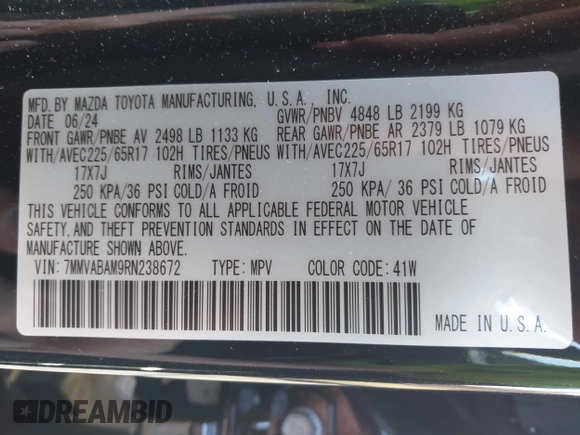 MFD. BY MAZDA TOYOTA MANUFACTURING, U.S.A. INC.
DATE 06/24 GVWR/PNBV 4848 LB 2199 KG
FRONT GAWR/PNBE AV 2498 LB 1133 KG REAR GAWR/PNBE AR 2379 LB 1079 KG
WITH/AVEC225/65R17 102H TIRES/PNEUS WITH/AVEC225/65R17 102H TIRES/PNEUS
17X7J RIMS/JANTES 17X7J RIMS/JANTES
250 KPA/36 PSI COLD/A FROID 250 KPA/ 36 PSI COLD/A FROID
THIS VEHICLE CONFORMS TO ALL APPLICABLE FEDERAL MOTOR VEHICLE
SAFETY,AND THEFT PREVENTION STANDARDS IN EFFECT ON THE DATE OF
MANUFACTURE SHOWN ABOVE.
VIN: 7MMVABAM9RN238672 TYPE: MPV COLOR CODE: 41W
MADE IN U.S.A.
DREAMBID